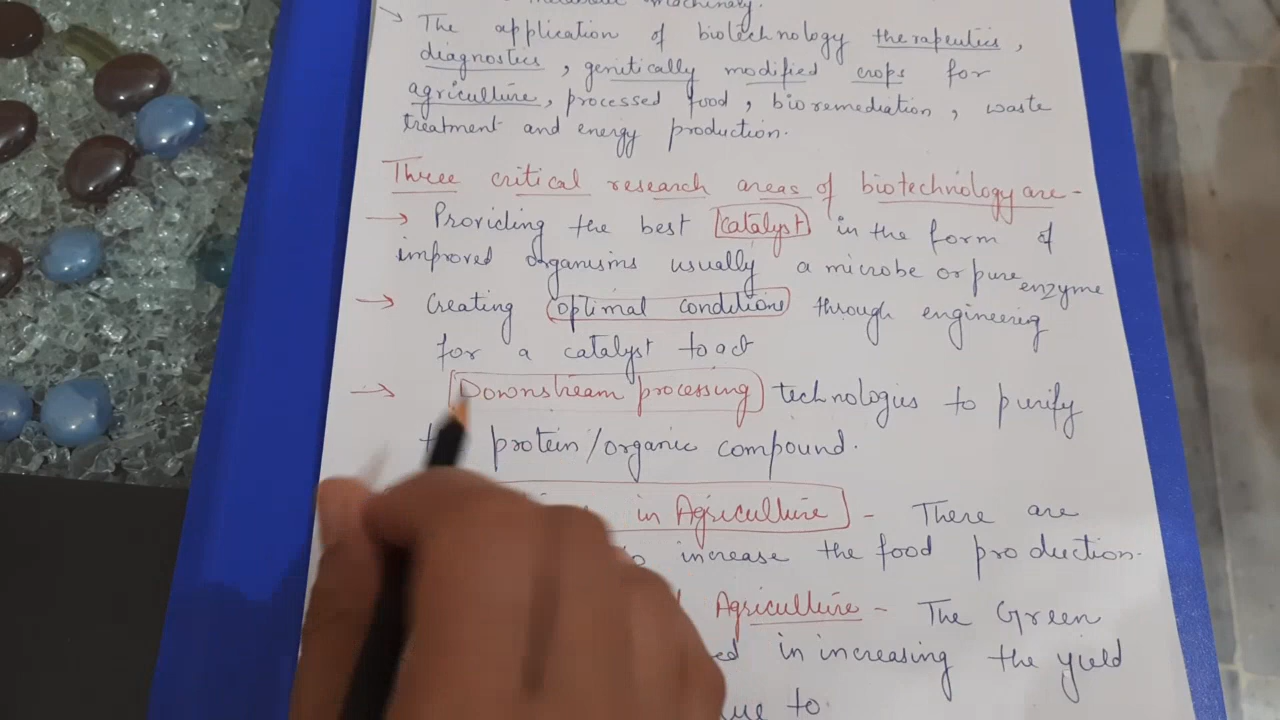 Machinery.
→ The application of biotechnology therapeutics,
diagnostics, genitically modified crops for
agriculture, processed food, bioremediation, waste
treatment and energy production.
Three critical research areas of biotechnology are-
→ Providing the best catalyst in the form of
improved organisms usually a microbe or pure enzyme
→ Creating optimal conditions through engineering
for a catalyst to act
→ Downstream processing technologies to purify
protein/organic compound.
in Agriculture - There are
to increase the food production.
Agriculture - The Green
in increasing the yield
to